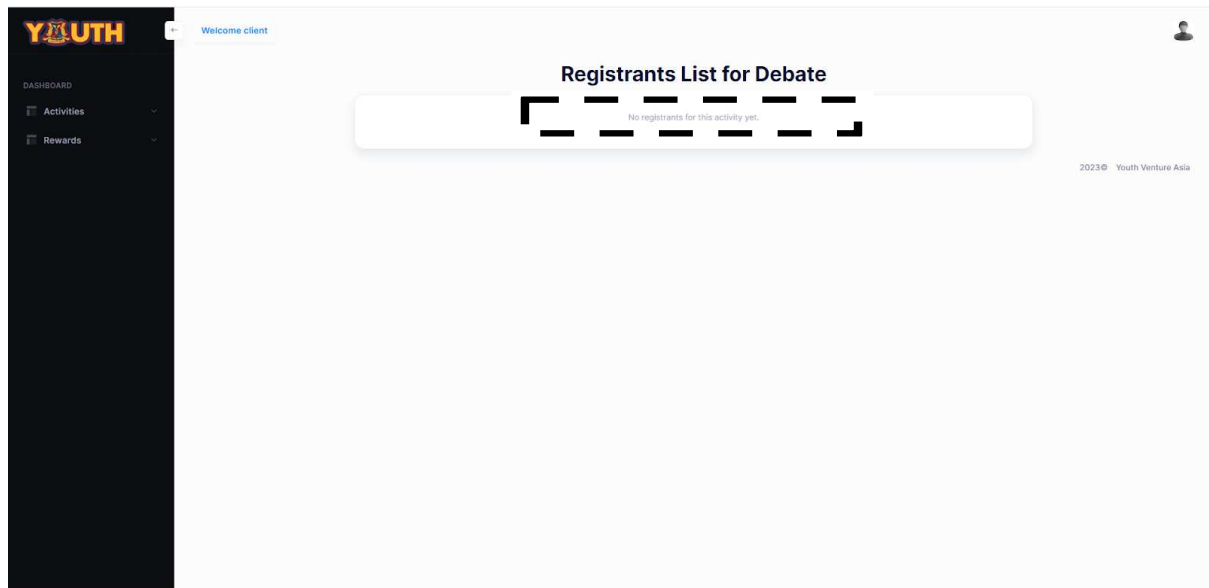 YOUTH
Welcome client
DASHBOARD
Activities
Rewards
Registrants List for Debate
No registrants for this activity yet.
2023© Youth Venture Asia